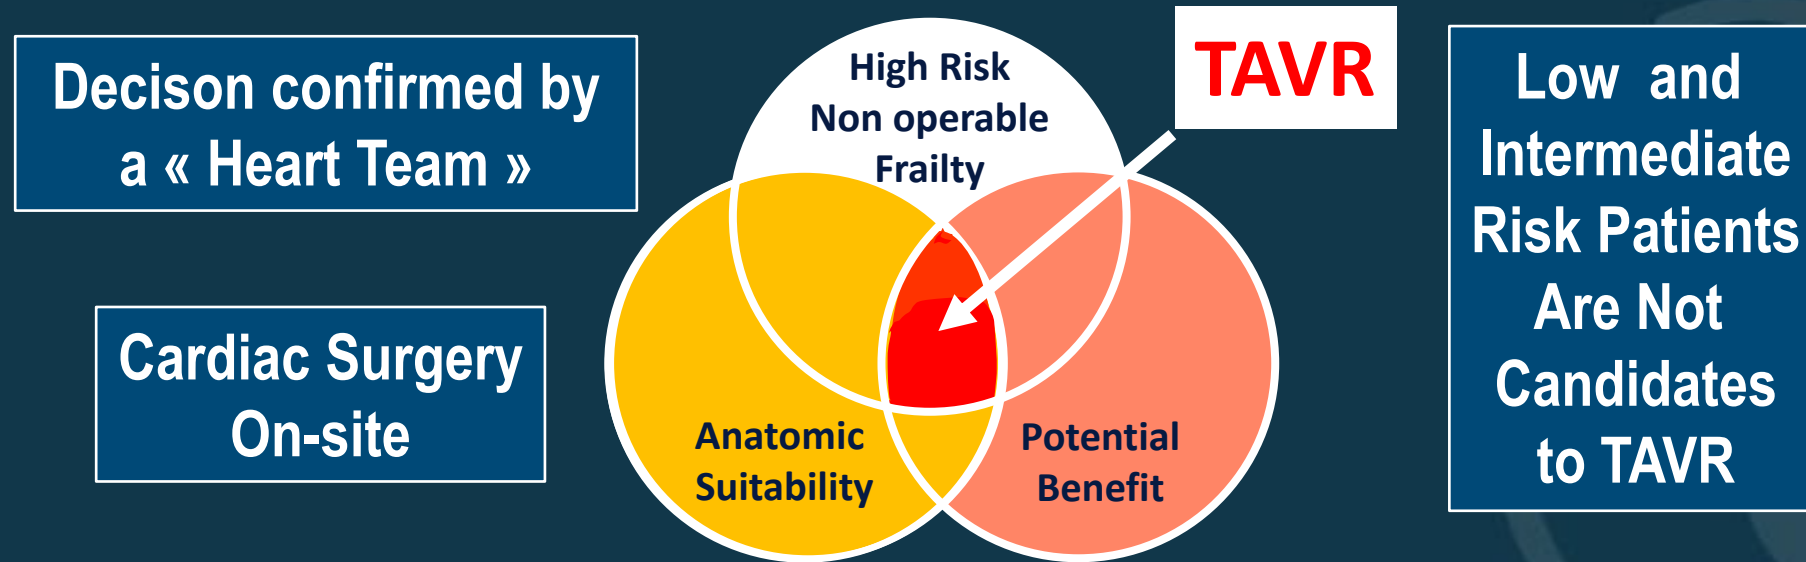 Decison confirmed by
a « Heart Team »
Cardiac Surgery
On-site
High Risk
Non operable
Frailty
Anatomic
Suitability
Potential
Benefit
TAVR
Low and
Intermediate
Risk Patients
Are Not
Candidates
to TAVR